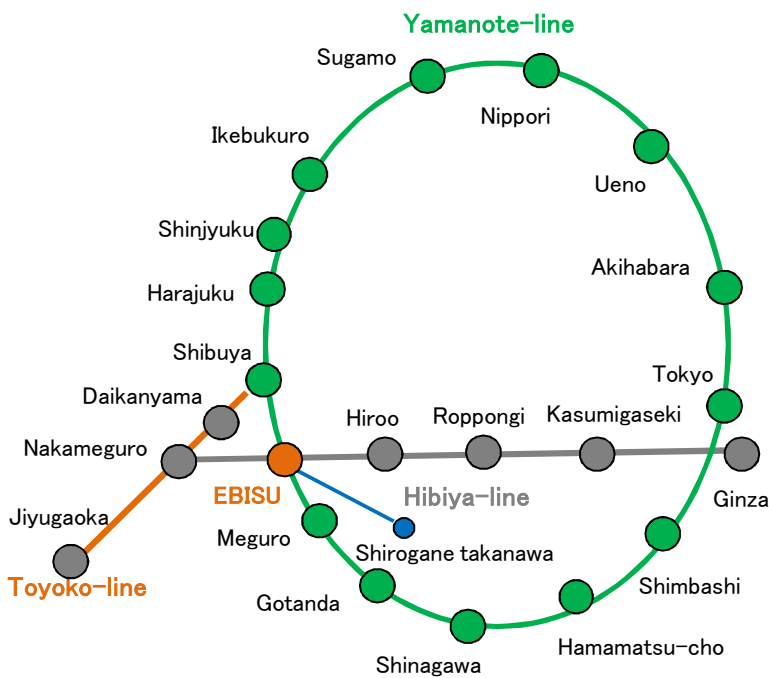 Yamanote-line
Sugamo
Nippori
Ikebukuro
Ueno
Shinjyuku
Akihabara
Harajuku
Shibuya
Tokyo
Daikanyama
Hiroo
Roppongi
Kasumigaseki
Nakameguro
EBISU
Hibiya-line
Ginza
Jiyugaoka
Meguro
Shirogane takanawa
Toyoko-line
Shimbashi
Gotanda
Hamamatsu-cho
Shinagawa